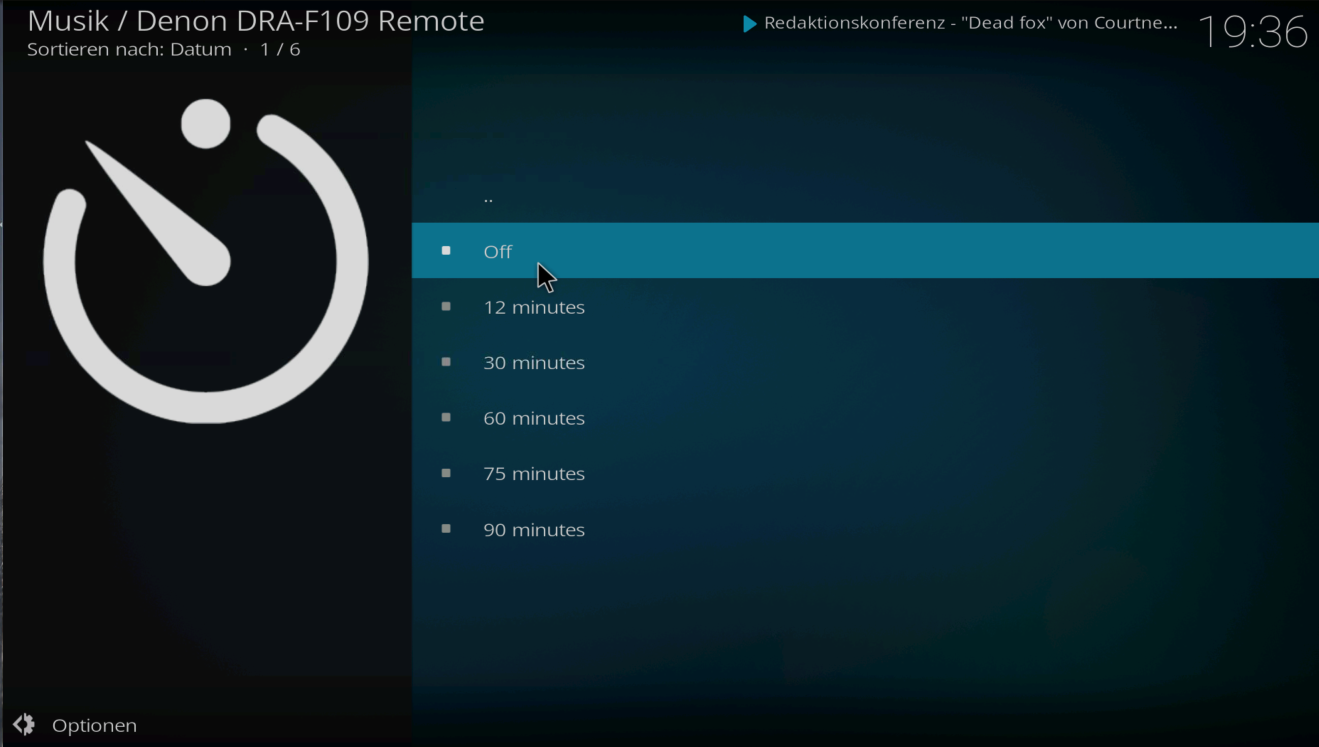 Musik / Denon DRA-F109 Remote
Sortieren nach: Datum · 1 / 6
Redaktionskonferenz - "Dead fox" von Courtne...
19:36
..
Off
12 minutes
30 minutes
60 minutes
75 minutes
90 minutes
Optionen